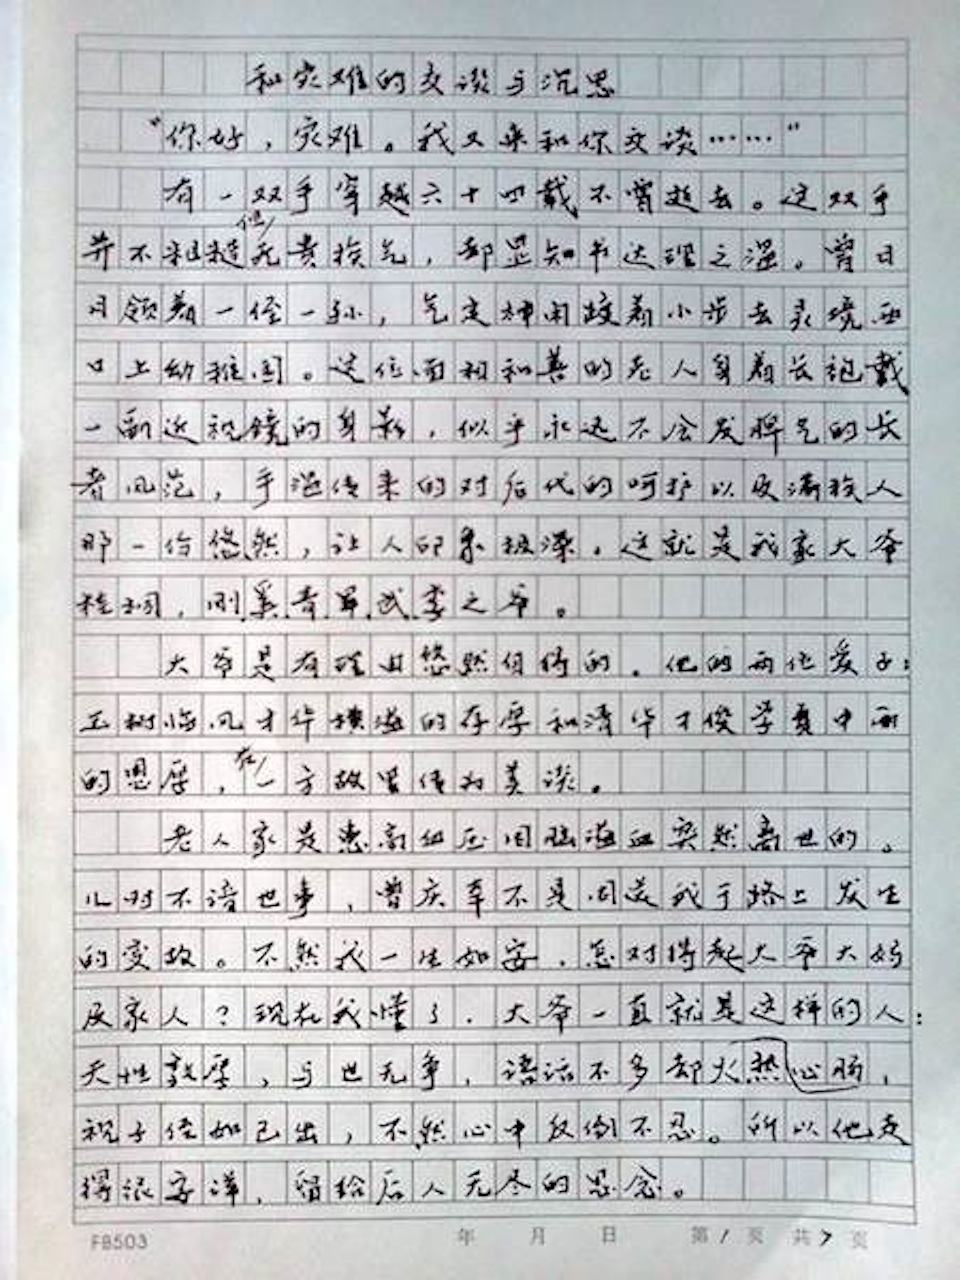 和灾难的交谈与沉思
“你好，灾难。我又来和你交谈……”
有一双手穿越六十四载不曾逝去。这双手
并不粗糙但无贵族气，却显知书达理之温。曾日
日领着一侄一孙，气定神闲踱着小步去灵境西
口上幼稚园。这位面相和善的老人身着长袍戴
一副近视镜的身影，似乎永远不会发脾气的长
者风范，手温传来的对后代的呵护以及满族人
那一份悠然，让人印象极深。这就是我家大爷
桂，刚奚青单武李之爷。
大爷是有理由悠然自得的。他的两位爱子：
玉树临风才华横溢的存厚和清华才俊学贯中西
的恩厚，在一方故里传为美谈。
老人家是患高血压因脑溢血突然离世的。
儿时不谙世事，曾庆幸不是因送我于路上发生
的变故。不然我一生如安，怎对得起大爷大妈
及家人？现在我懂了，大爷一直就是这样的人：
天性敦厚，与世无争，语话不多却火热心肠，
视子侄如己出，不然心中反倒不忍。所以他走
得很安详，留给后人无尽的思念。
FB503 年 月 日 第1页 共7页